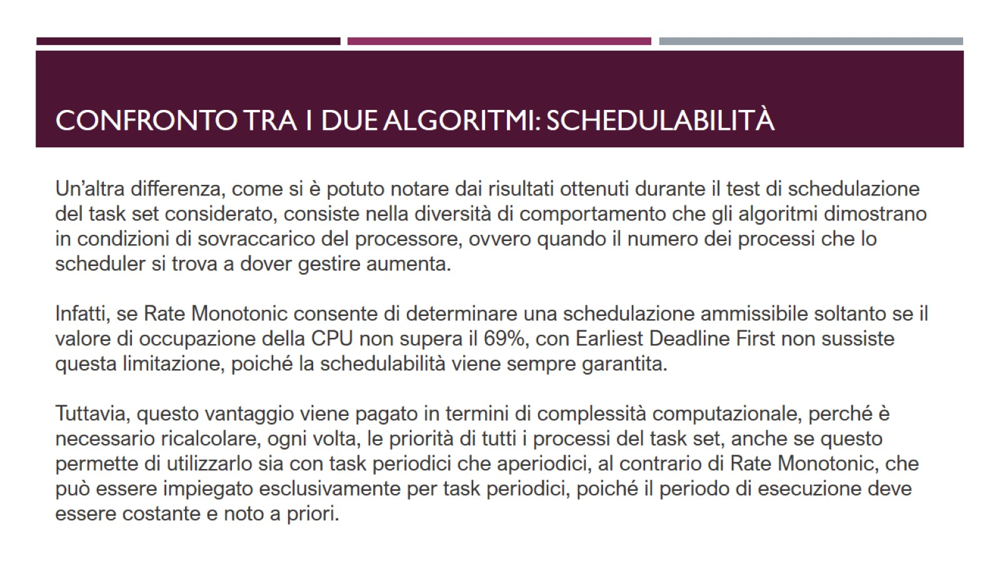 CONFRONTO TRA I DUE ALGORITMI: SCHEDULABILITÀ
Un’altra differenza, come si è potuto notare dai risultati ottenuti durante il test di schedulazione
del task set considerato, consiste nella diversità di comportamento che gli algoritmi dimostrano
in condizioni di sovraccarico del processore, ovvero quando il numero dei processi che lo
scheduler si trova a dover gestire aumenta.
Infatti, se Rate Monotonic consente di determinare una schedulazione ammissibile soltanto se il
valore di occupazione della CPU non supera il 69%, con Earliest Deadline First non sussiste
questa limitazione, poiché la schedulabilità viene sempre garantita.
Tuttavia, questo vantaggio viene pagato in termini di complessità computazionale, perché è
necessario ricalcolare, ogni volta, le priorità di tutti i processi del task set, anche se questo
permette di utilizzarlo sia con task periodici che aperiodici, al contrario di Rate Monotonic, che
può essere impiegato esclusivamente per task periodici, poiché il periodo di esecuzione deve
essere costante e noto a priori.